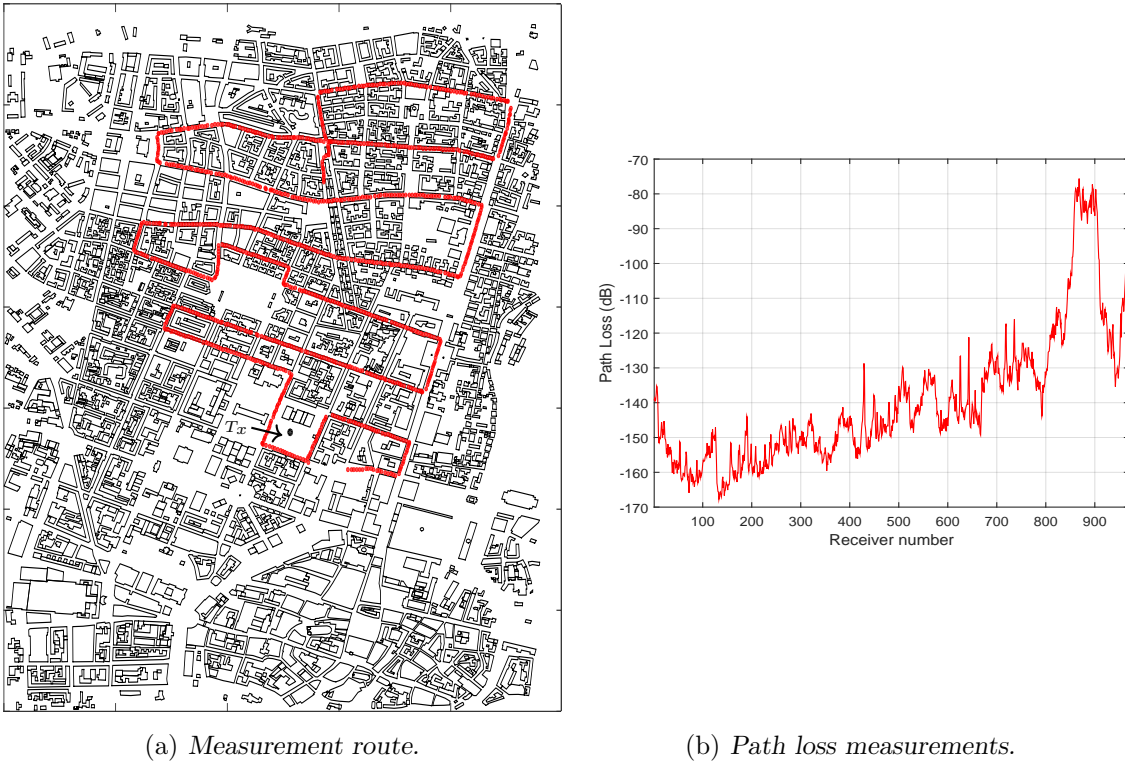 Tx
(a) Measurement route.
-70
-80
-90
-100
-110
-120
-130
-140
-150
-160
-170
Path Loss (dB)
100 200 300 400 500 600 700 800 900
Receiver number
(b) Path loss measurements.